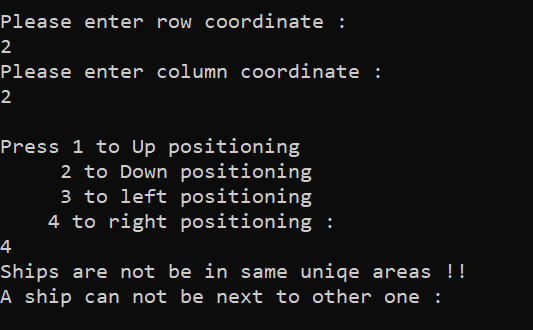 Please enter row coordinate :
2
Please enter column coordinate :
2
Press 1 to Up positioning
2 to Down positioning
3 to left positioning
4 to right positioning :
4
Ships are not be in same uniqe areas !!
A ship can not be next to other one :